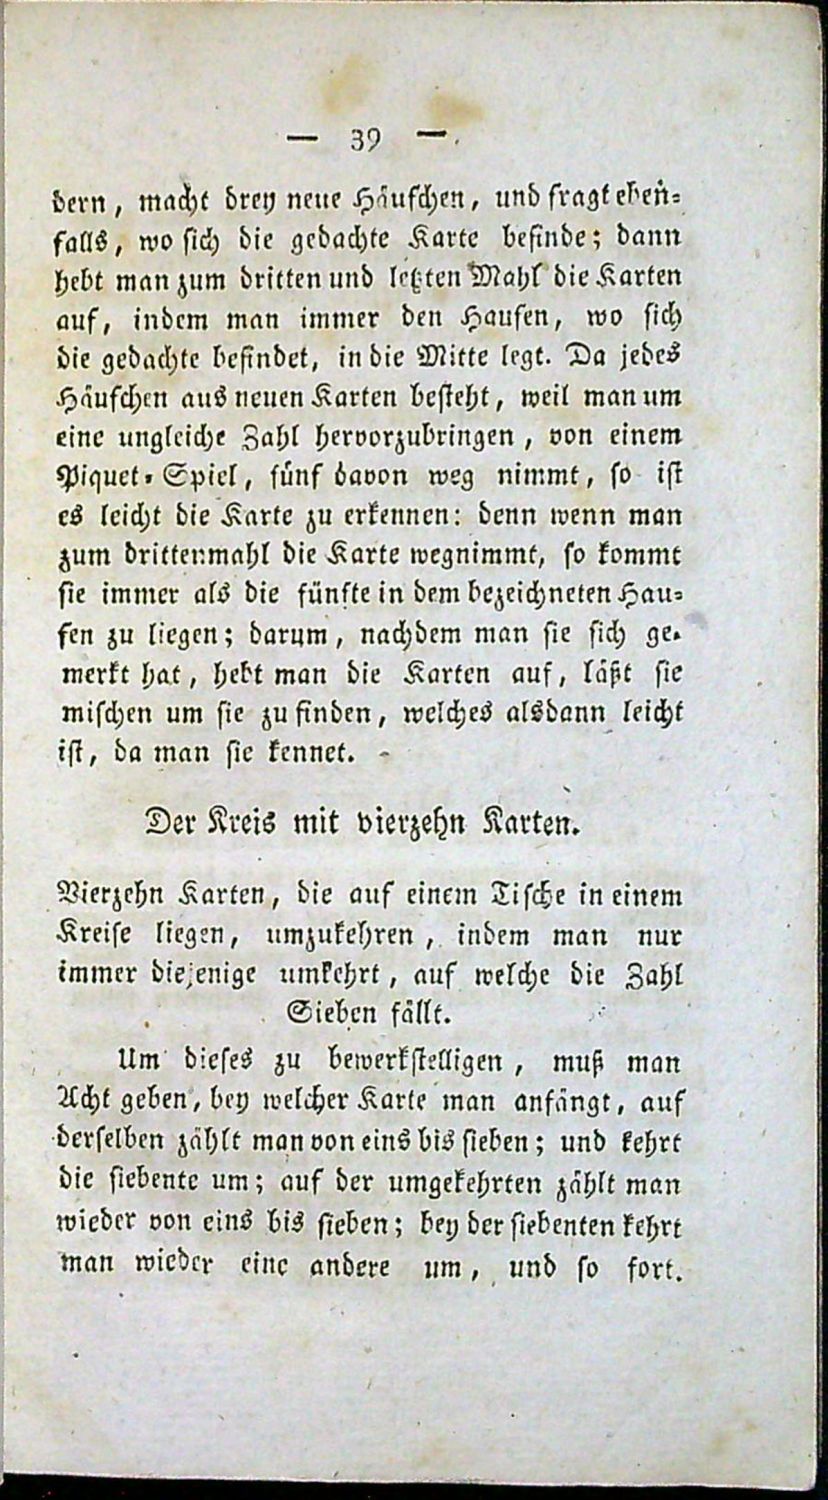 — 39 —
dern, macht drey neue Häufchen, und fragt eben⸗
falls, wo sich die gedachte Karte befinde; dann
hebt man zum dritten und letzten Mahl die Karten
auf, indem man immer den Haufen, wo sich
die gedachte befindet, in die Mitte legt. Da jedes
Häufchen aus neuen Karten besteht, weil man um
eine ungleiche Zahl hervorzubringen, von einem
Piquet⸗Spiel, fünf davon weg nimmt, so ist
es leicht die Karte zu erkennen: denn wenn man
zum drittenmahl die Karte wegnimmt, so kommt
sie immer als die fünfte in dem bezeichneten Hau⸗
fen zu liegen; darum, nachdem man sie sich ge⸗
merkt hat, hebt man die Karten auf, läßt sie
mischen um sie zu finden, welches alsdann leicht
ist, da man sie kennet.
Der Kreis mit vierzehn Karten.
Vierzehn Karten, die auf einem Tische in einem
Kreise liegen, umzukehren, indem man nur
immer diejenige umkehrt, auf welche die Zahl
Sieben fällt.
Um dieses zu bewerkstelligen, muß man
Acht geben, bey welcher Karte man anfängt, auf
derselben zählt man von eins bis sieben; und kehrt
die siebente um; auf der umgekehrten zählt man
wieder von eins bis sieben; bey der siebenten kehrt
man wieder eine andere um, und so fort.